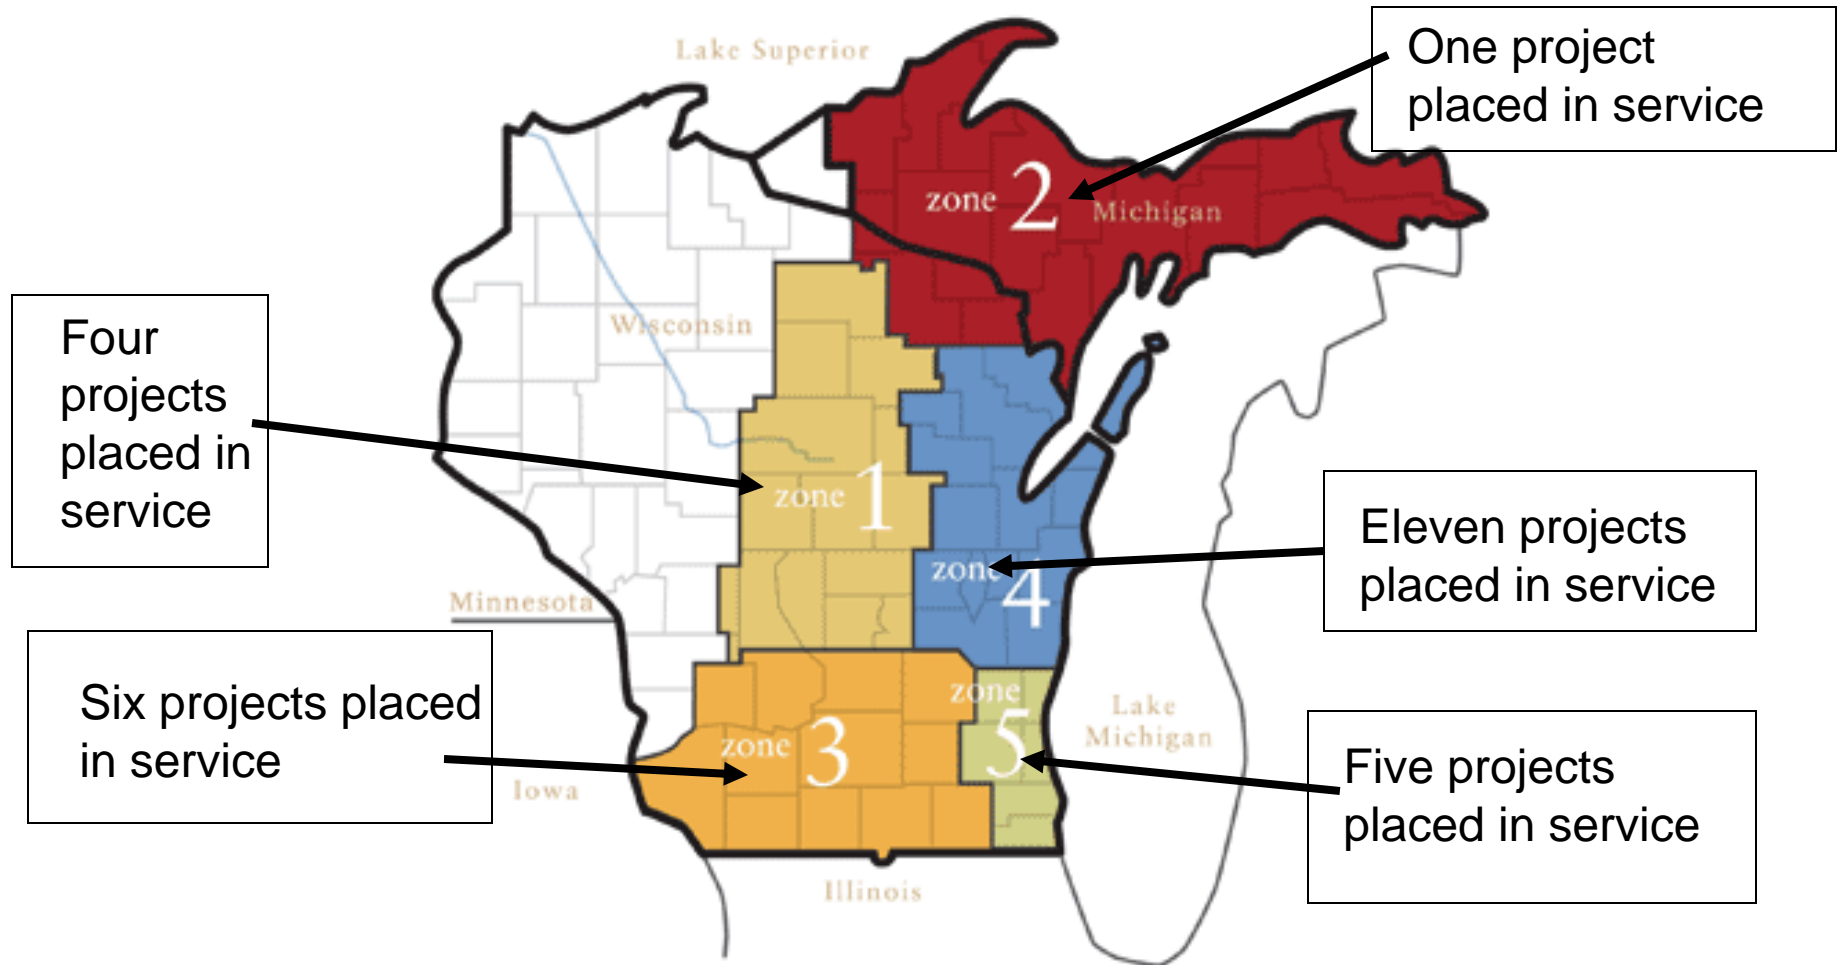 Lake Superior
One project
placed in service
zone 2
Michigan
Four
projects
placed in
service
Wisconsin
zone 1
Eleven projects
placed in service
zone 4
Minnesota
Six projects placed
in service
zone 3
zone
5
Lake
Michigan
Five projects
placed in service
Iowa
Illinois